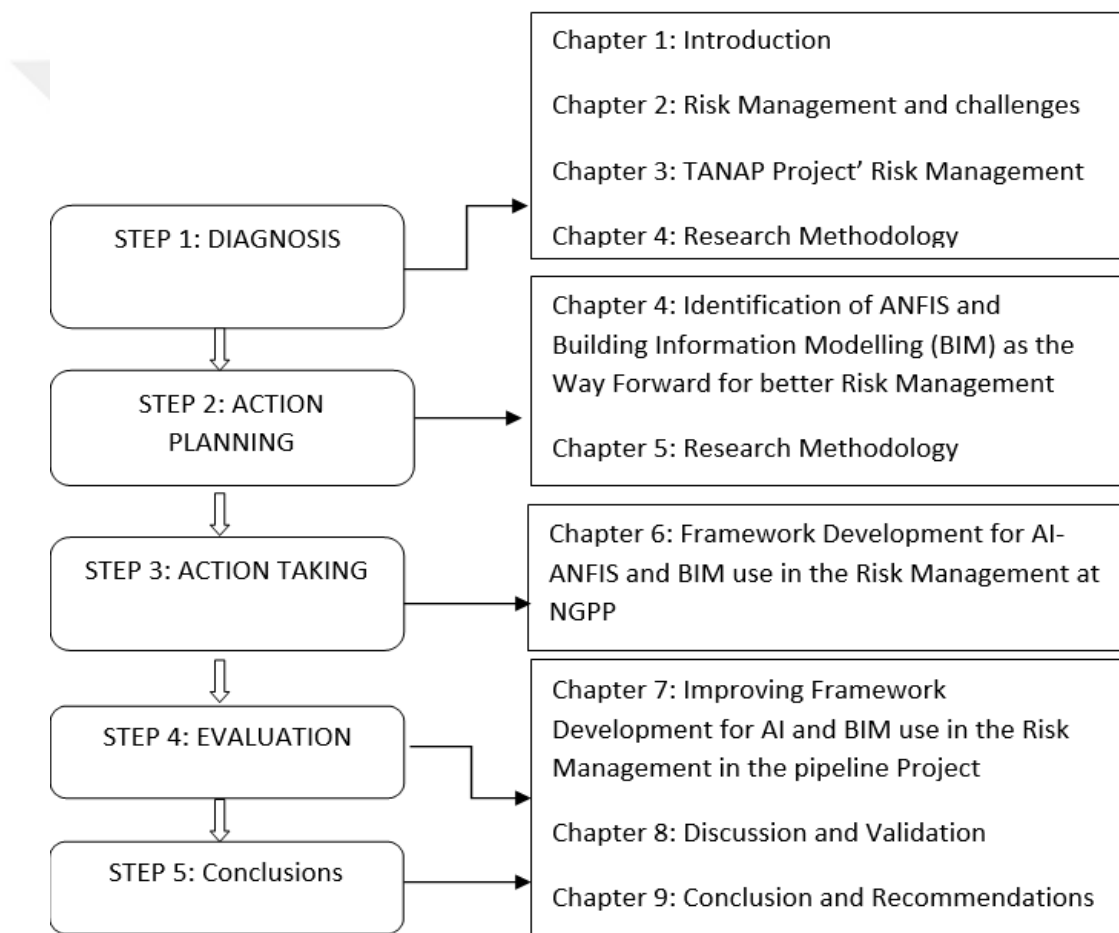 Chapter 1: Introduction
Chapter 2: Risk Management and challenges
Chapter 3: TANAP Project’ Risk Management
Chapter 4: Research Methodology
STEP 1: DIAGNOSIS
Chapter 4: Identification of ANFIS and
Building Information Modelling (BIM) as the
Way Forward for better Risk Management
Chapter 5: Research Methodology
STEP 2: ACTION
PLANNING
Chapter 6: Framework Development for AI-
ANFIS and BIM use in the Risk Management at
NGPP
STEP 3: ACTION TAKING
Chapter 7: Improving Framework
Development for AI and BIM use in the Risk
Management in the pipeline Project
Chapter 8: Discussion and Validation
Chapter 9: Conclusion and Recommendations
STEP 4: EVALUATION
STEP 5: Conclusions